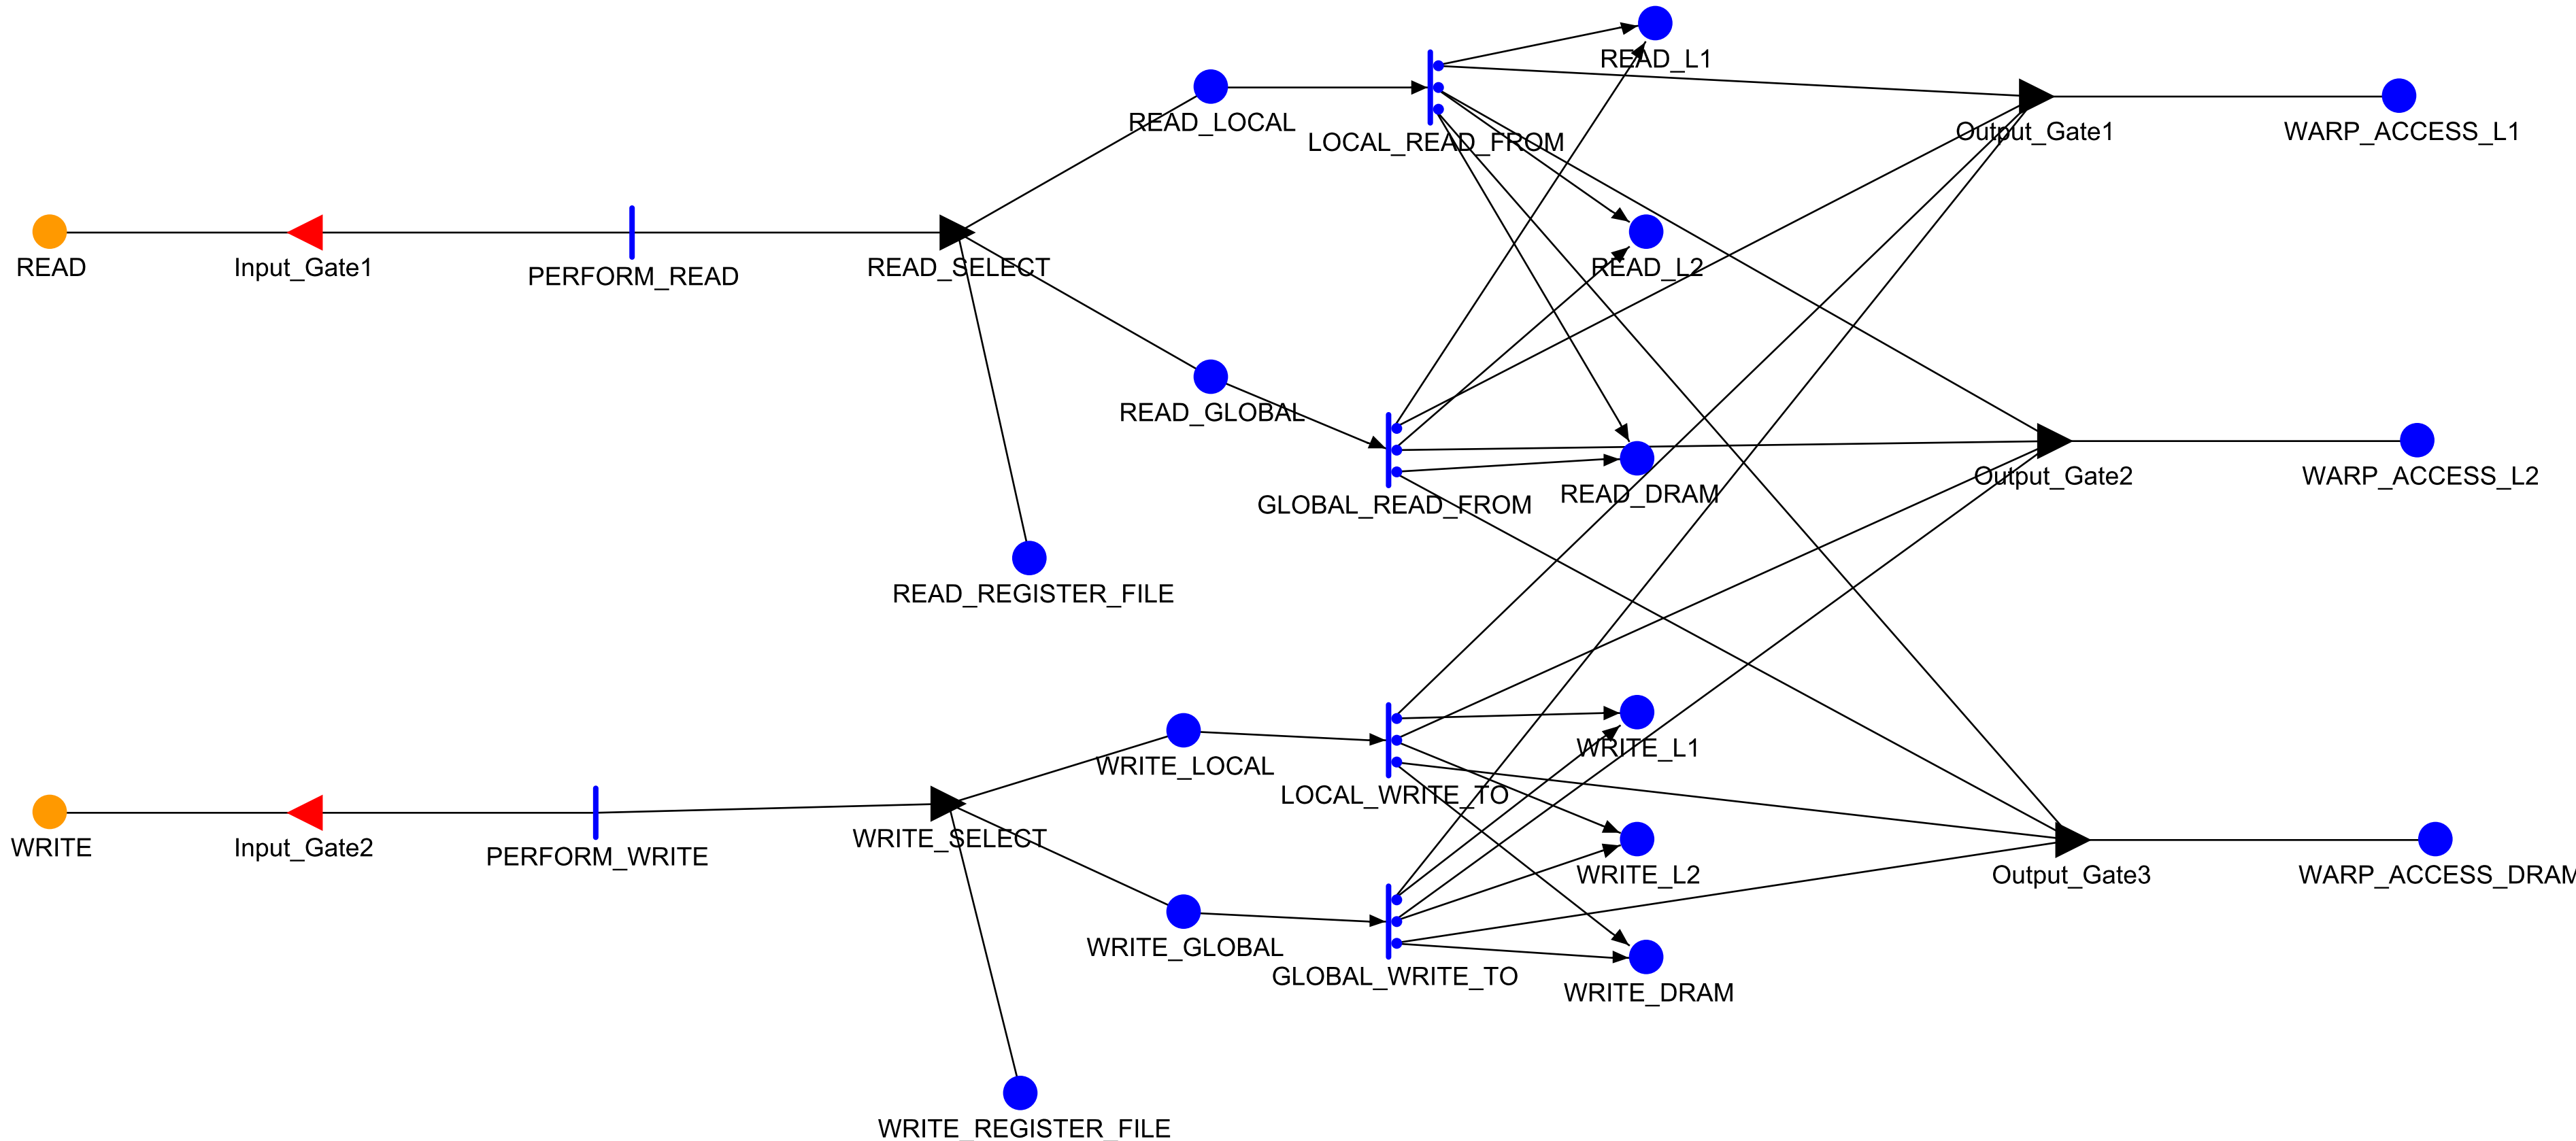 READ_L1
READ_LOCAL
LOCAL_READ_FROM
Output_Gate1
WARP_ACCESS_L1
READ
Input_Gate1
PERFORM_READ
READ_SELECT
READ_L2
READ_GLOBAL
GLOBAL_READ_FROM
READ_DRAM
Output_Gate2
WARP_ACCESS_L2
READ_REGISTER_FILE
WRITE_LOCAL
LOCAL_WRITE_TO
WRITE_L1
WRITE
Input_Gate2
PERFORM_WRITE
WRITE_SELECT
WRITE_L2
Output_Gate3
WARP_ACCESS_DRAM
WRITE_GLOBAL
GLOBAL_WRITE_TO
WRITE_DRAM
WRITE_REGISTER_FILE